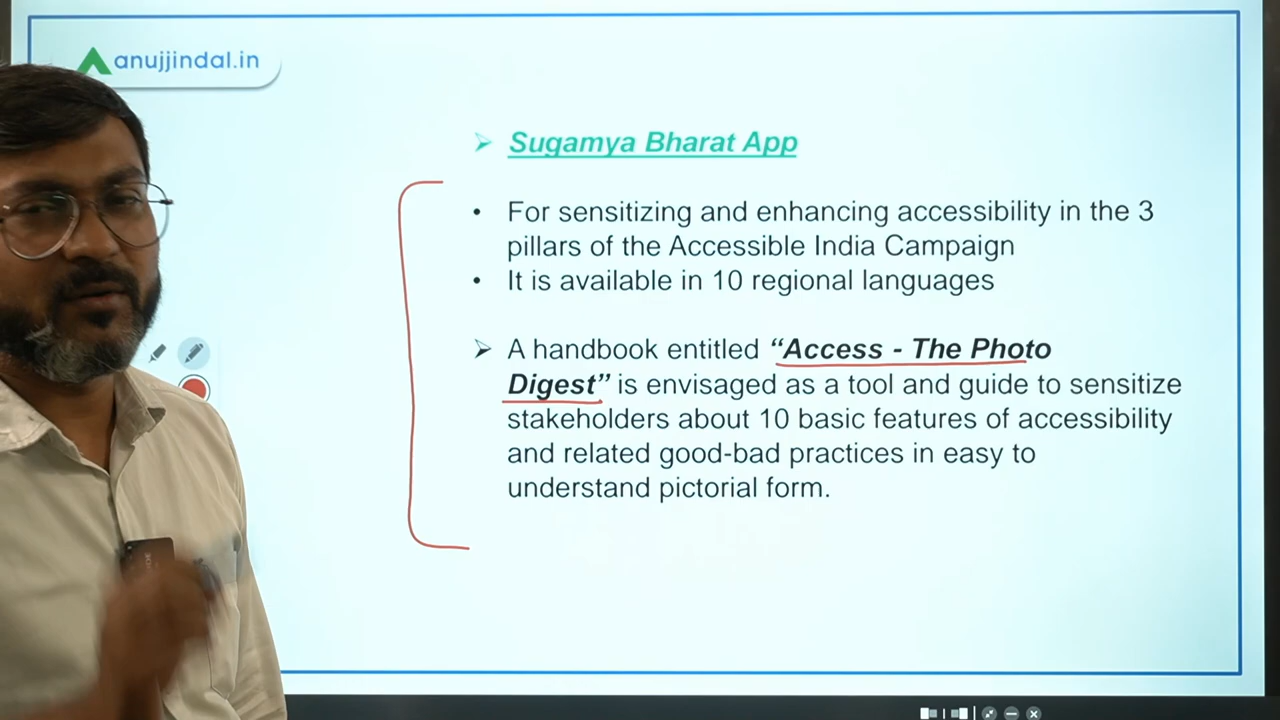 anujjindal.in
Sugamya Bharat App
• For sensitizing and enhancing accessibility in the 3
pillars of the Accessible India Campaign
• It is available in 10 regional languages
A handbook entitled “Access - The Photo
Digest” is envisaged as a tool and guide to sensitize
stakeholders about 10 basic features of accessibility
and related good-bad practices in easy to
understand pictorial form.